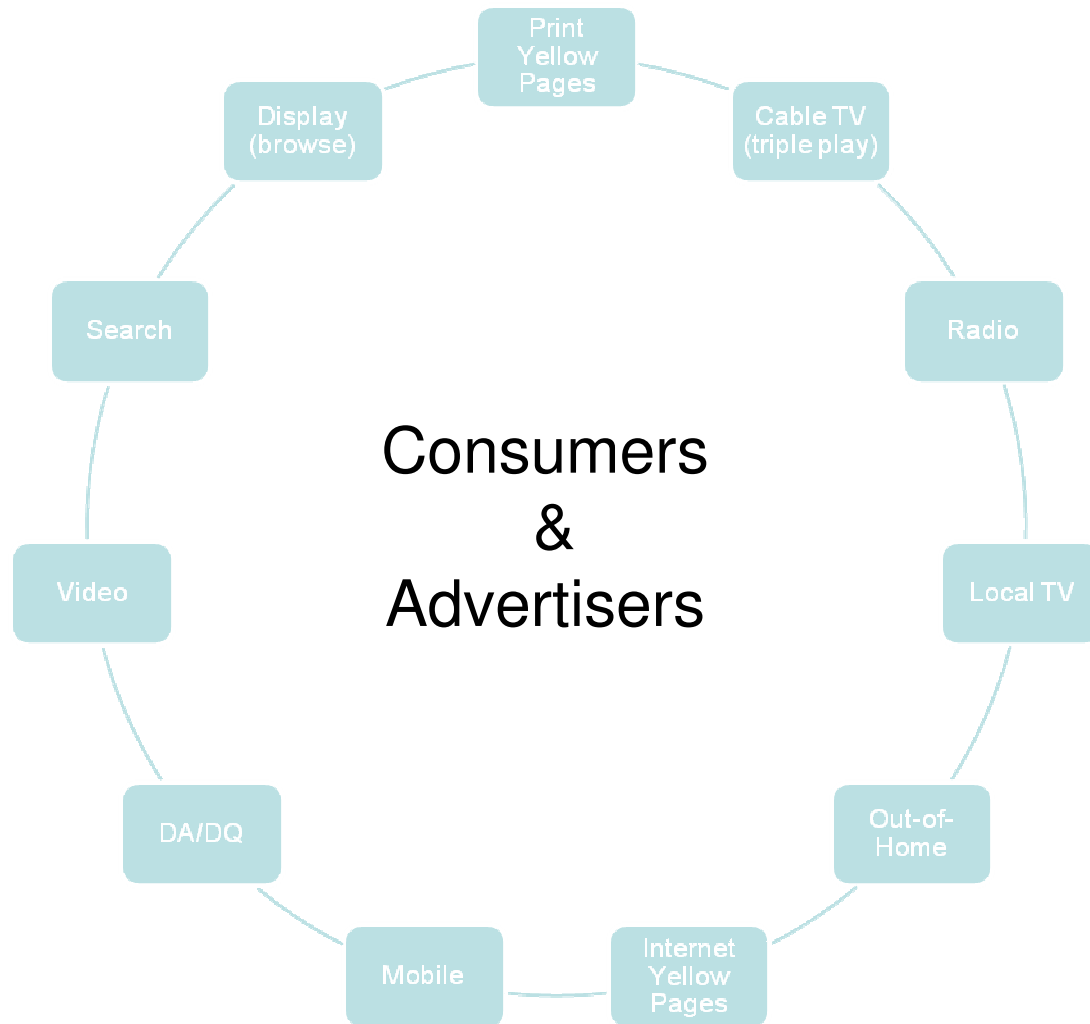 Print
Yellow
Pages
Display
(browse)
Cable TV
(triple play)
Search
Radio
Consumers
&
Advertisers
Video
Local TV
DA/DQ
Out-of-
Home
Mobile
Internet
Yellow
Pages